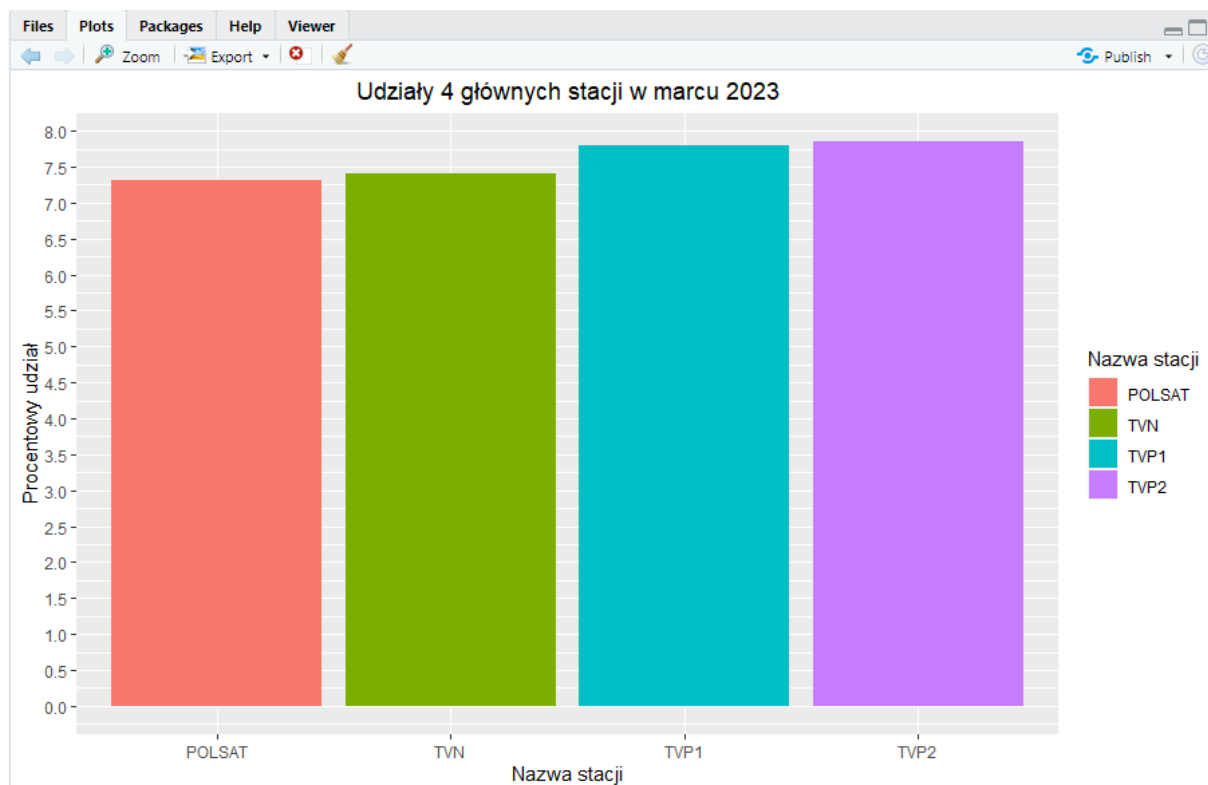 Files Plots Packages Help Viewer
Zoom Export Publish
Udziały 4 głównych stacji w marcu 2023
8.0
7.5
7.0
6.5
6.0
5.5
5.0
4.5
4.0
3.5
3.0
2.5
2.0
1.5
1.0
0.5
0.0
Procentowy udział
POLSAT TVN TVP1 TVP2
Nazwa stacji
Nazwa stacji
POLSAT
TVN
TVP1
TVP2